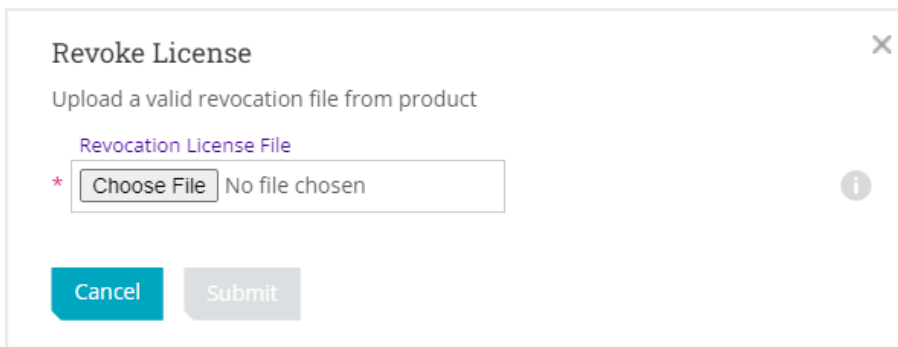 Revoke License
Upload a valid revocation file from product
Revocation License File
* Choose File No file chosen
Cancel Submit